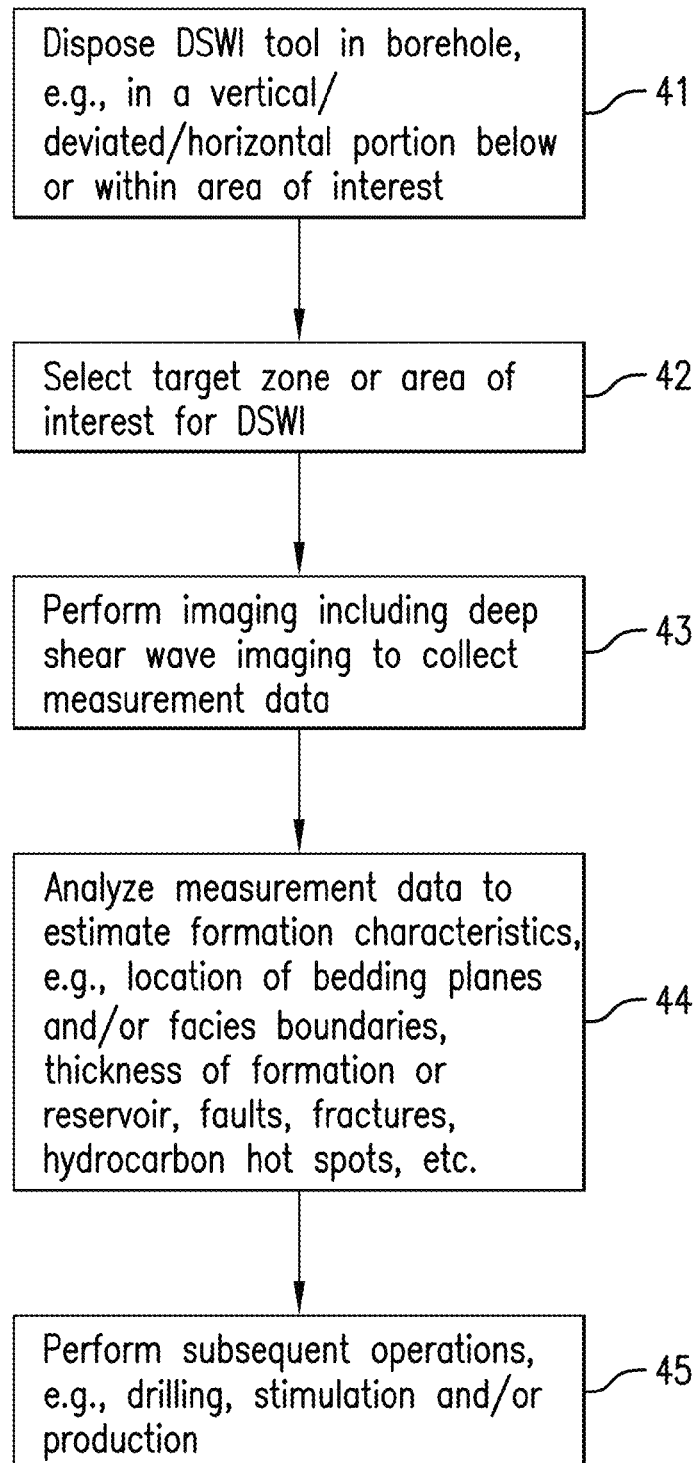 Dispose DSWI tool in borehole,
e.g., in a vertical/
deviated/horizontal portion below
or within area of interest
41
Select target zone or area of
interest for DSWI
42
Perform imaging including deep
shear wave imaging to collect
measurement data
43
Analyze measurement data to
estimate formation characteristics,
e.g., location of bedding planes
and/or facies boundaries,
thickness of formation or
reservoir, faults, fractures,
hydrocarbon hot spots, etc.
44
Perform subsequent operations,
e.g., drilling, stimulation and/or
production
45